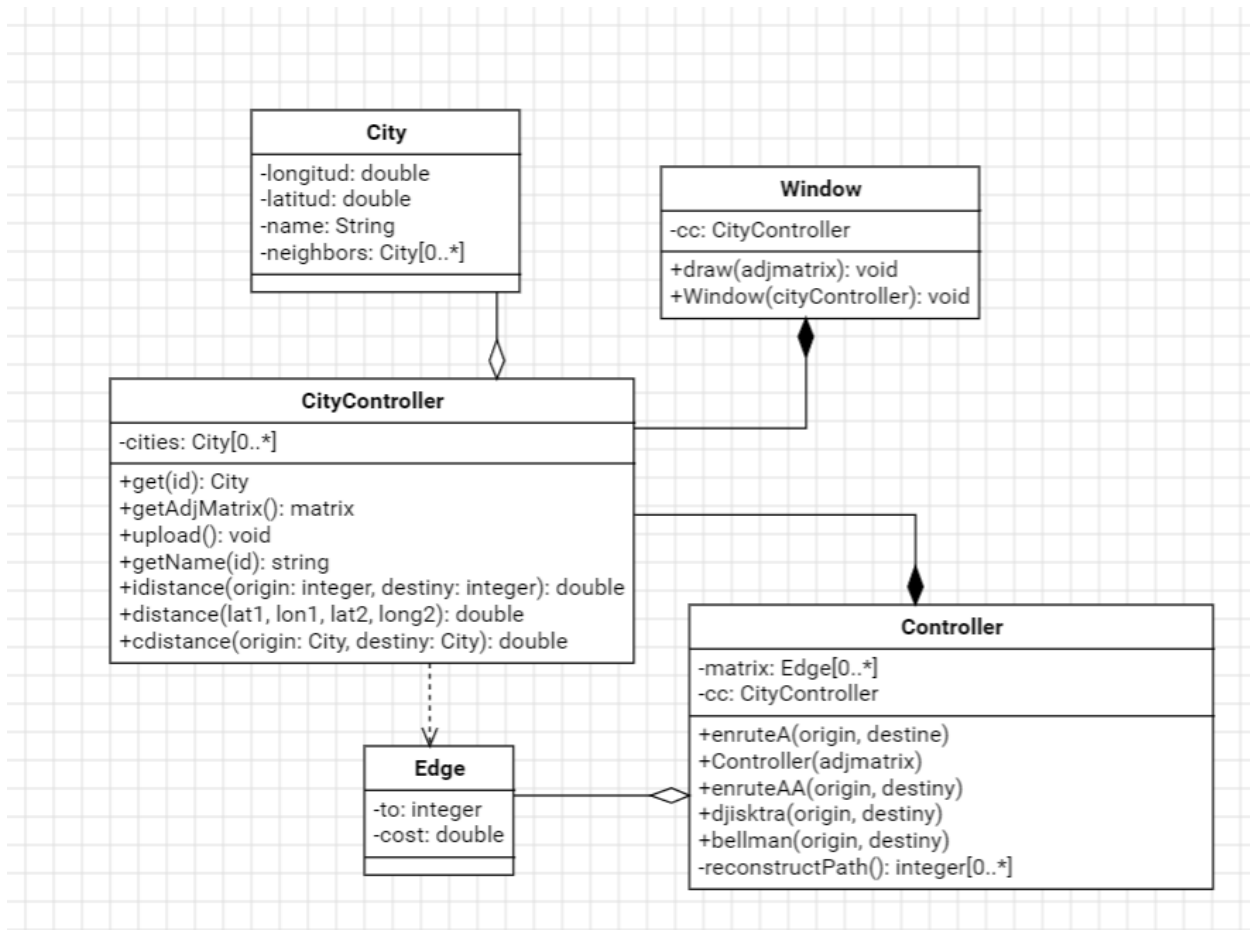 City
-longitud: double
-latitud: double
-name: String
-neighbors: City[0..*]
Window
-cc: CityController
+draw(adjmatrix): void
+Window(cityController): void
CityController
-cities: City[0..*]
+get(id): City
+getAdjMatrix(): matrix
+upload(): void
+getName(id): string
+idistance(origin: integer, destiny: integer): double
+distance(lat1, lon1, lat2, long2): double
+cdistance(origin: City, destiny: City): double
Controller
-matrix: Edge[0..*]
-cc: CityController
+enruteA(origin, destine)
+Controller(adjmatrix)
+enruteAA(origin, destiny)
+djisktra(origin, destiny)
+bellman(origin, destiny)
-reconstructPath(): integer[0..*]
Edge
-to: integer
-cost: double